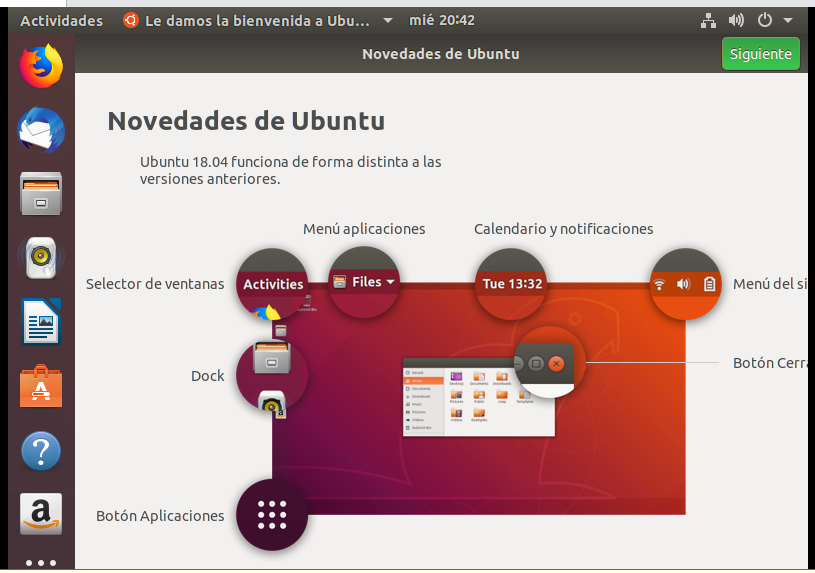 Actividades
Le damos la bienvenida a Ubu...
mié 20:42
Novedades de Ubuntu
Siguiente
Novedades de Ubuntu
Ubuntu 18.04 funciona de forma distinta a las
versiones anteriores.
Menú aplicaciones
Calendario y notificaciones
Selector de ventanas
Activities
Files
Tue 13:32
Menú del si
Dock
Botón Cerra
Botón Aplicaciones